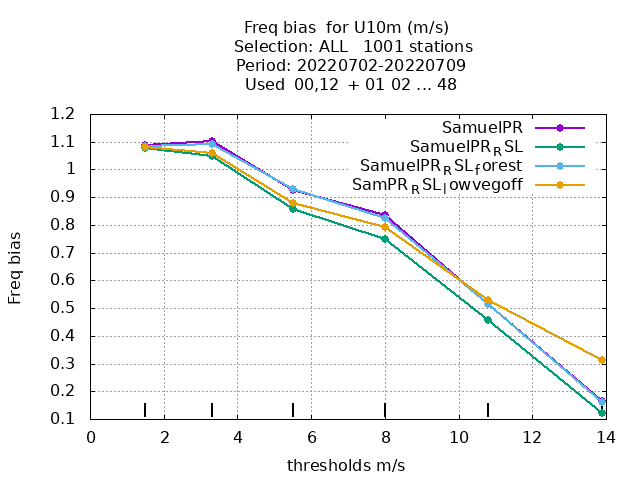 Freq bias  for U10m (m/s)
Selection: ALL   1001 stations
Period: 20220702-20220709
Used  00,12  + 01 02 ... 48
SamuelPR
SamuelPR_RSL
SamuelPR_RSL_forest
SamPR_RSL_lowvegoff
Freq bias
1.2
1.1
1
0.9
0.8
0.7
0.6
0.5
0.4
0.3
0.2
0.1
0 2 4 6 8 10 12 14
thresholds m/s